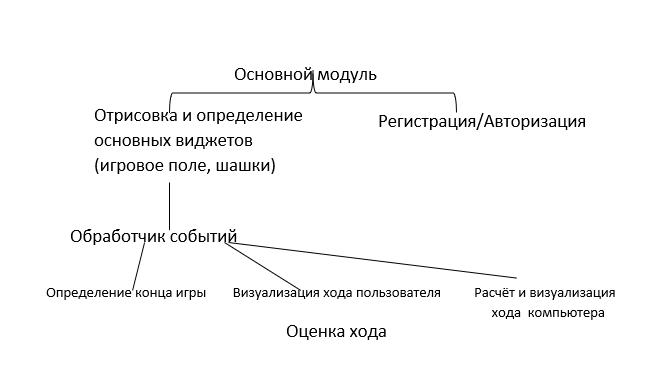 Основной модуль
Отрисовка и определение
основных виджетов
(игровое поле, шашки)
Регистрация/Авторизация
Обработчик событий
Определение конца игры
Визуализация хода пользователя
Расчёт и визуализация
хода компьютера
Оценка хода